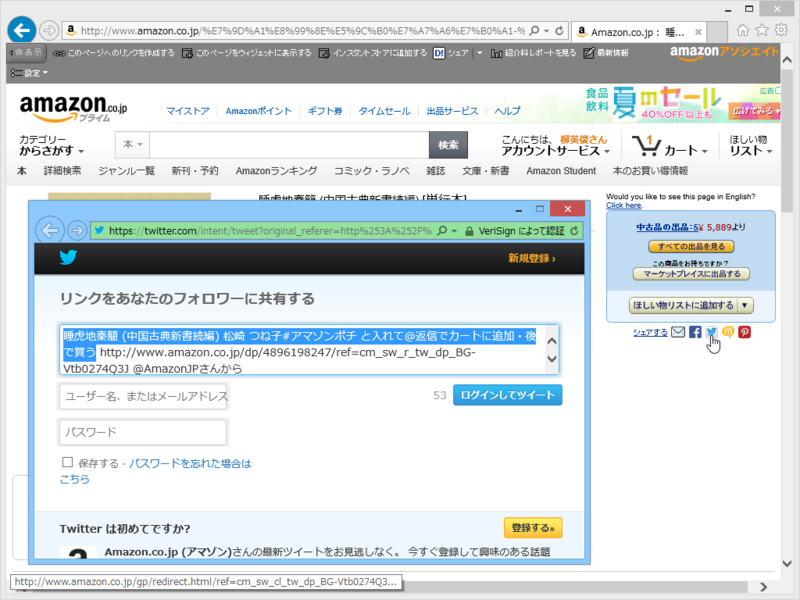 http://www.amazon.co.jp/%E7%9D%A1%E8%99%8E%E5%9C%B0%E7%A7%A6%E7%B0%A1-%
Amazon.co.jp： 睡...
非表示
このページへのリンクを作成する
このページをウィジェットに表示する
インスタントストアに追加する
シェア
紹介料レポートを見る
最新情報
amazonアソシエイト
設定
amazon.co.jp
プライム
マイストア
Amazonポイント
ギフト券
タイムセール
出品サービス
ヘルプ
食品
飲料
夏のセール
40%OFF以上も
広告
広げてみる
カテゴリー
からさがす
本
検索
こんにちは、柳英俊さん
アカウントサービス
1
カート
ほしい物
リスト
本
詳細検索
ジャンル一覧
新刊・予約
Amazonランキング
コミック・ラノベ
雑誌
文庫・新書
Amazon Student
本のお買い得情報
睡虎地秦簡 (中国古典新書続編) [単行本]
Would you like to see this page in English?
Click here.
中古品の出品:5¥ 5,889より
すべての出品を見る
この商品をお持ちですか？
マーケットプレイスに出品する
ほしい物リストに追加する
シェアする
https://twitter.com/intent/tweet?original_referer=http%253A%252F%
VeriSign によって認証
新規登録 ›
リンクをあなたのフォロワーに共有する
睡虎地秦簡 (中国古典新書続編) 松崎 つね子#アマゾンポチ と入れて@返信でカートに追加・後
で買う http://www.amazon.co.jp/dp/4896198247/ref=cm_sw_r_tw_dp_BG-
Vtb0274Q3J @AmazonJPさんから
ユーザー名、またはメールアドレス
53
ログインしてツイート
パスワード
保存する · パスワードを忘れた場合は
こちら
Twitter は初めてですか?
登録する»
Amazon.co.jp (アマゾン)さんの最新ツイートをお見逃しなく。 今すぐ登録して興味のある話題
http://www.amazon.co.jp/gp/redirect.html/ref=cm_sw_cl_tw_dp_BG-Vtb0274Q3...